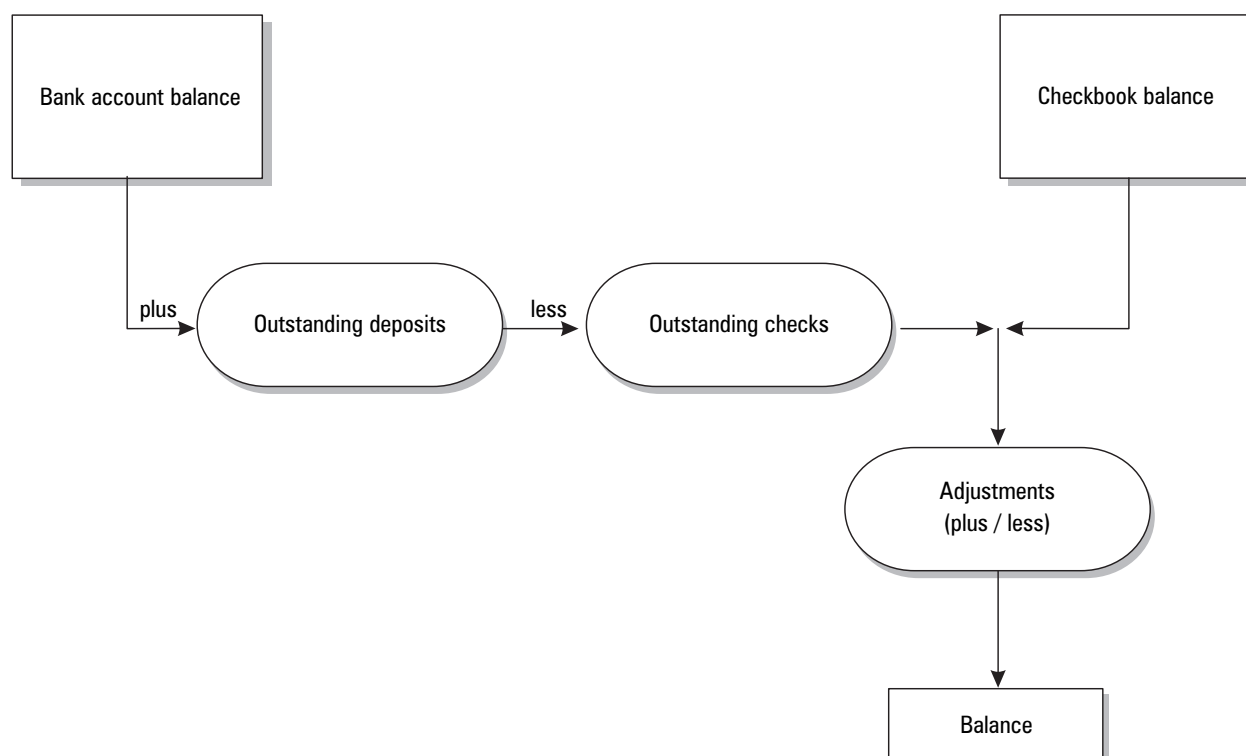 Bank account balance
Checkbook balance
plus
Outstanding deposits
less
Outstanding checks
Adjustments
(plus / less)
Balance